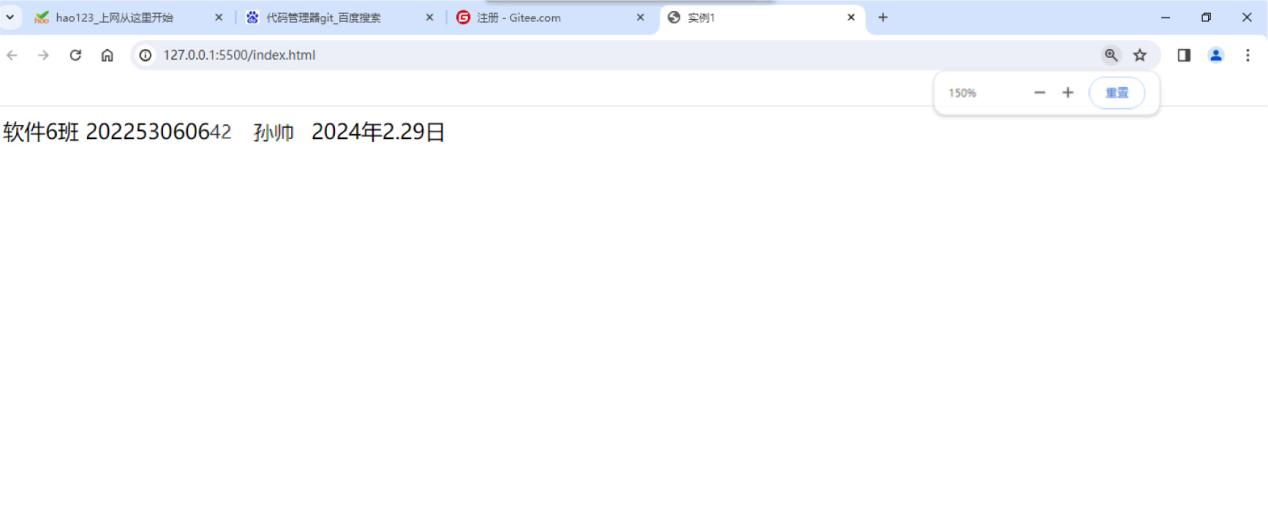 hao123_上网从这里开始
代码管理器git_百度搜索
注册 - Gitee.com
实例1
127.0.0.1:5500/index.html
150%
重置
软件6班 202253060642 孙帅 2024年2.29日